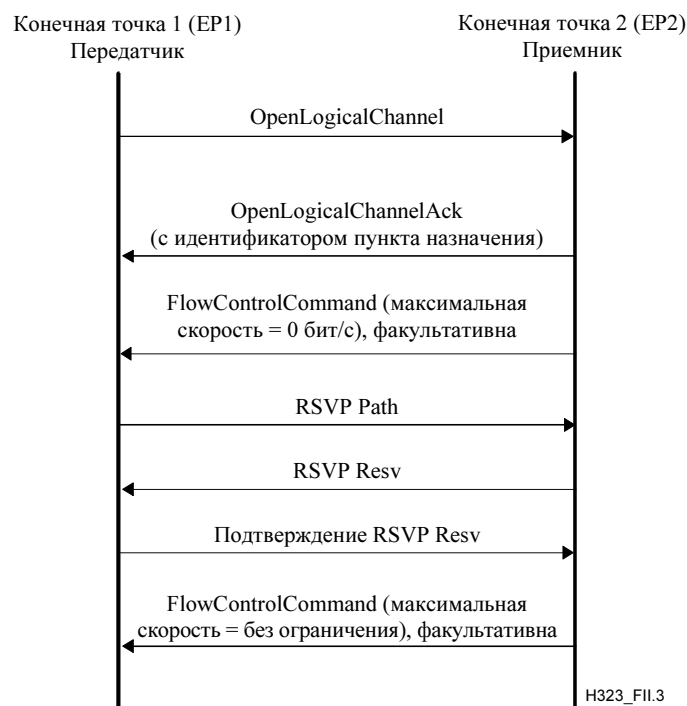 Конечная точка 1 (EP1)
Передатчик
Конечная точка 2 (EP2)
Приемник
OpenLogicalChannel
OpenLogicalChannelAck
(с идентификатором пункта назначения)
FlowControlCommand (максимальная
скорость = 0 бит/с), факультативна
RSVP Path
RSVP Resv
Подтверждение RSVP Resv
FlowControlCommand (максимальная
скорость = без ограничения), факультативна
H323_FII.3